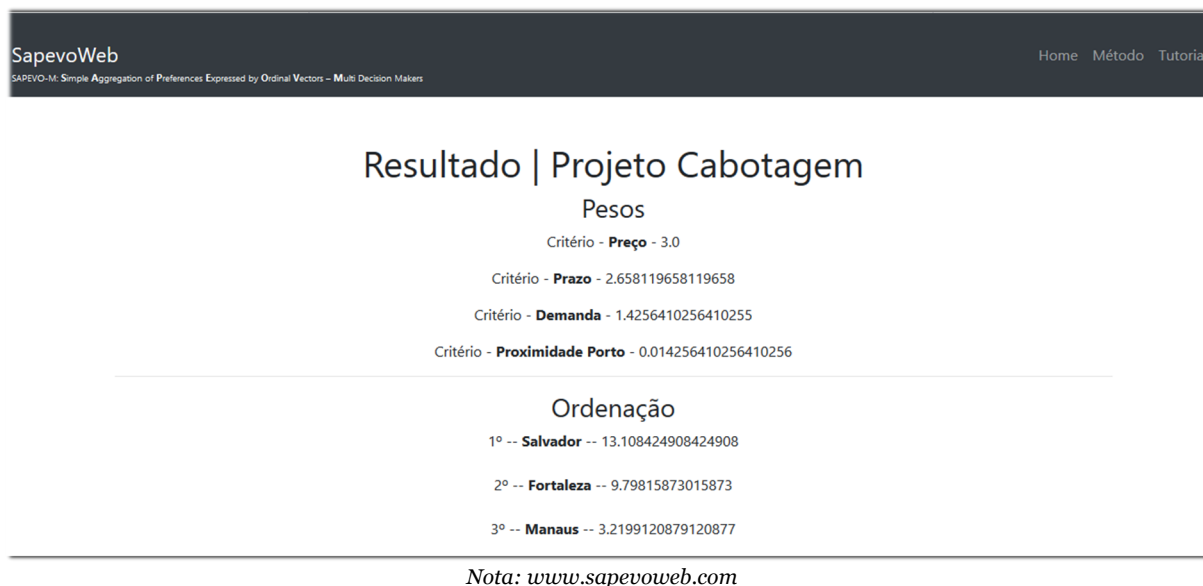 SapevoWeb
SAPEVO-M: Simple Aggregation of Preferences Expressed by Ordinal Vectors – Multi Decision Makers
Home Método Tutoria
Resultado | Projeto Cabotagem
Pesos
Critério - Preço - 3.0
Critério - Prazo - 2.658119658119658
Critério - Demanda - 1.4256410256410255
Critério - Proximidade Porto - 0.014256410256410256
Ordenação
1º -- Salvador -- 13.108424908424908
2º -- Fortaleza -- 9.79815873015873
3º -- Manaus -- 3.2199120879120877
Nota: www.sapevoweb.com